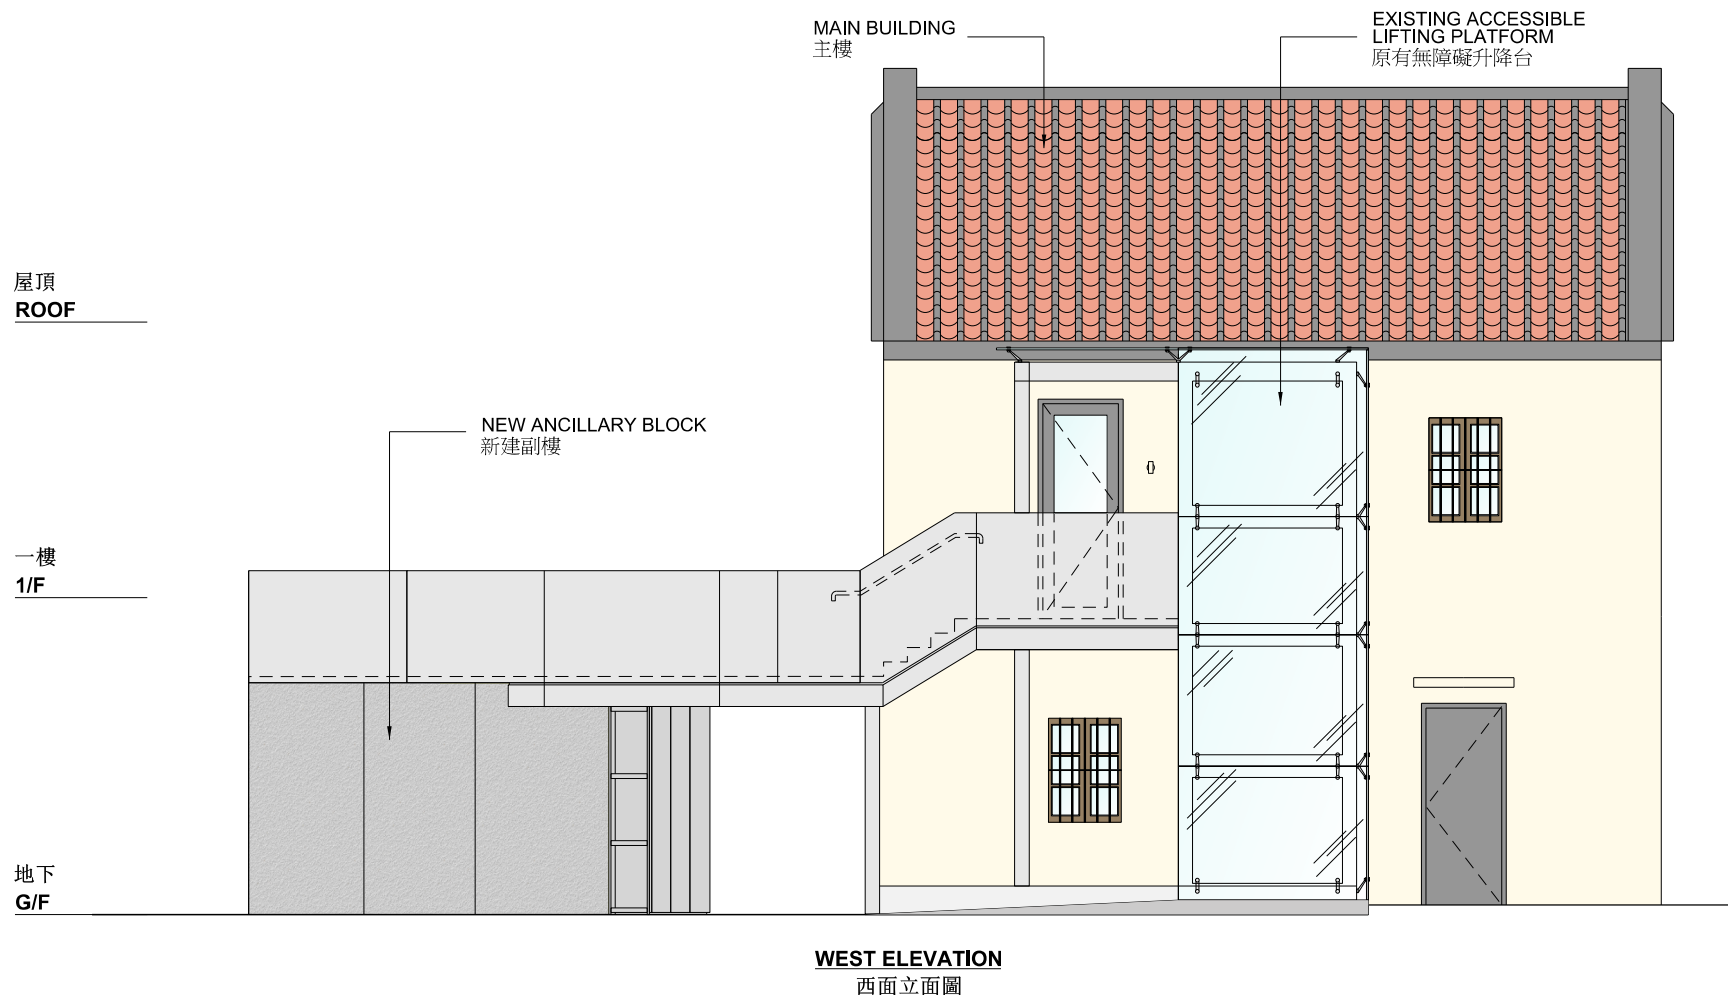 MAIN BUILDING
主樓
EXISTING ACCESSIBLE
LIFTING PLATFORM
原有無障礙升降台
屋頂
ROOF
NEW ANCILLARY BLOCK
新建副樓
一樓
1/F
地下
G/F
WEST ELEVATION
西面立面圖